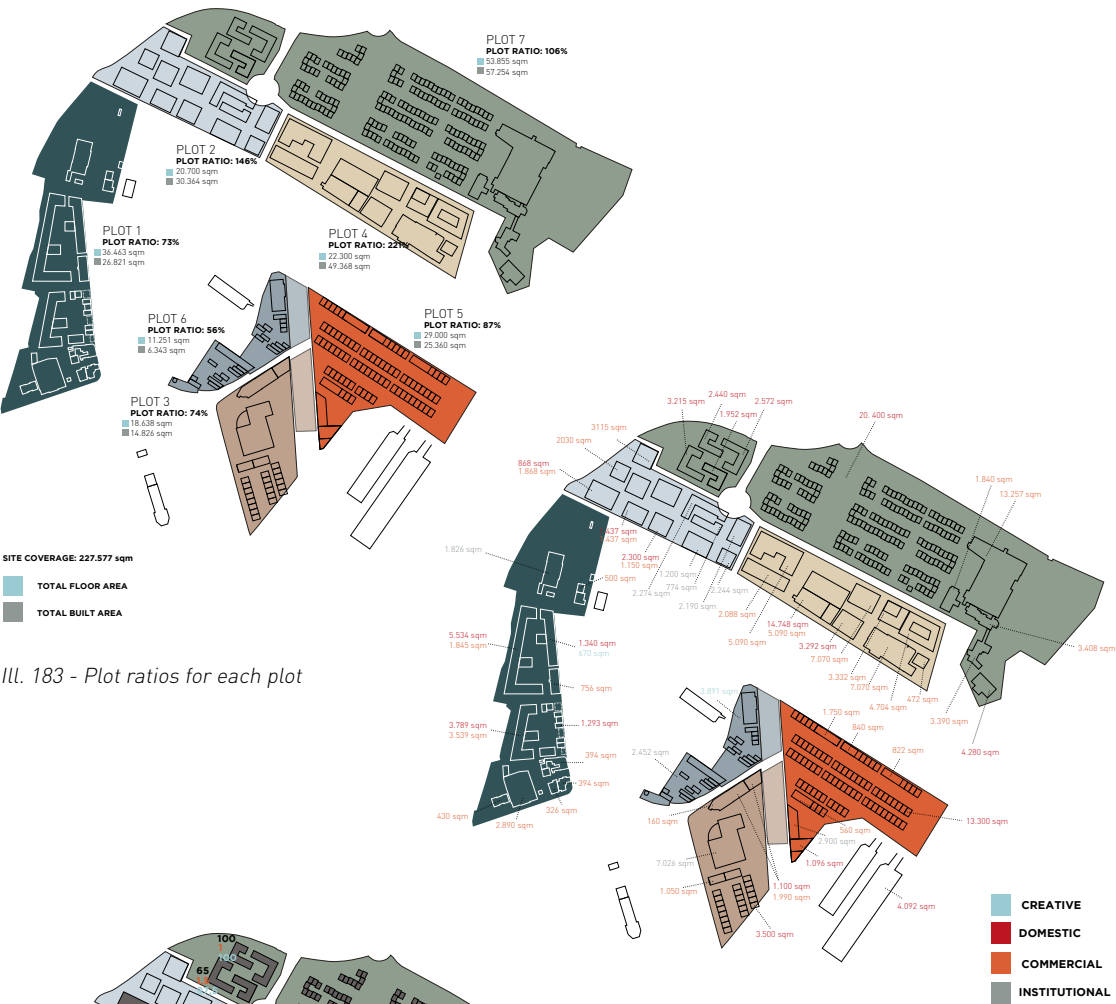 PLOT 7
PLOT RATIO: 106%
53.855 sqm
57.254 sqm
PLOT 2
PLOT RATIO: 146%
20.700 sqm
30.364 sqm
PLOT 1
PLOT RATIO: 73%
36.463 sqm
26.821 sqm
PLOT 4
PLOT RATIO: 221%
22.300 sqm
49.368 sqm
PLOT 6
PLOT RATIO: 56%
11.251 sqm
6.343 sqm
PLOT 5
PLOT RATIO: 87%
29.000 sqm
25.360 sqm
PLOT 3
PLOT RATIO: 74%
18.638 sqm
14.826 sqm
SITE COVERAGE: 227.577 sqm
TOTAL FLOOR AREA
TOTAL BUILT AREA
Ill. 183 - Plot ratios for each plot
2.440 sqm
3.215 sqm
2.572 sqm
1.952 sqm
20. 400 sqm
3115 sqm
2030 sqm
868 sqm
1.868 sqm
1.840 sqm
13.257 sqm
437 sqm
437 sqm
1.826 sqm
2.300 sqm
1.150 sqm
1.200 sqm
500 sqm
774 sqm
2.244 sqm
2.274 sqm
2.190 sqm
2.088 sqm
14.748 sqm
5.090 sqm
5.090 sqm
3.292 sqm
7.070 sqm
3.332 sqm
7.070 sqm
472 sqm
4.704 sqm
3.390 sqm
3.408 sqm
4.280 sqm
5.534 sqm
1.845 sqm
1.340 sqm
670 sqm
756 sqm
3.789 sqm
3.539 sqm
1.293 sqm
394 sqm
394 sqm
326 sqm
430 sqm
2.890 sqm
3.891 sqm
2.452 sqm
1.750 sqm
840 sqm
822 sqm
160 sqm
560 sqm
2.900 sqm
13.300 sqm
7.026 sqm
1.096 sqm
1.050 sqm
1.100 sqm
1.990 sqm
4.092 sqm
3.500 sqm
CREATIVE
DOMESTIC
COMMERCIAL
INSTITUTIONAL
100
1
100
65